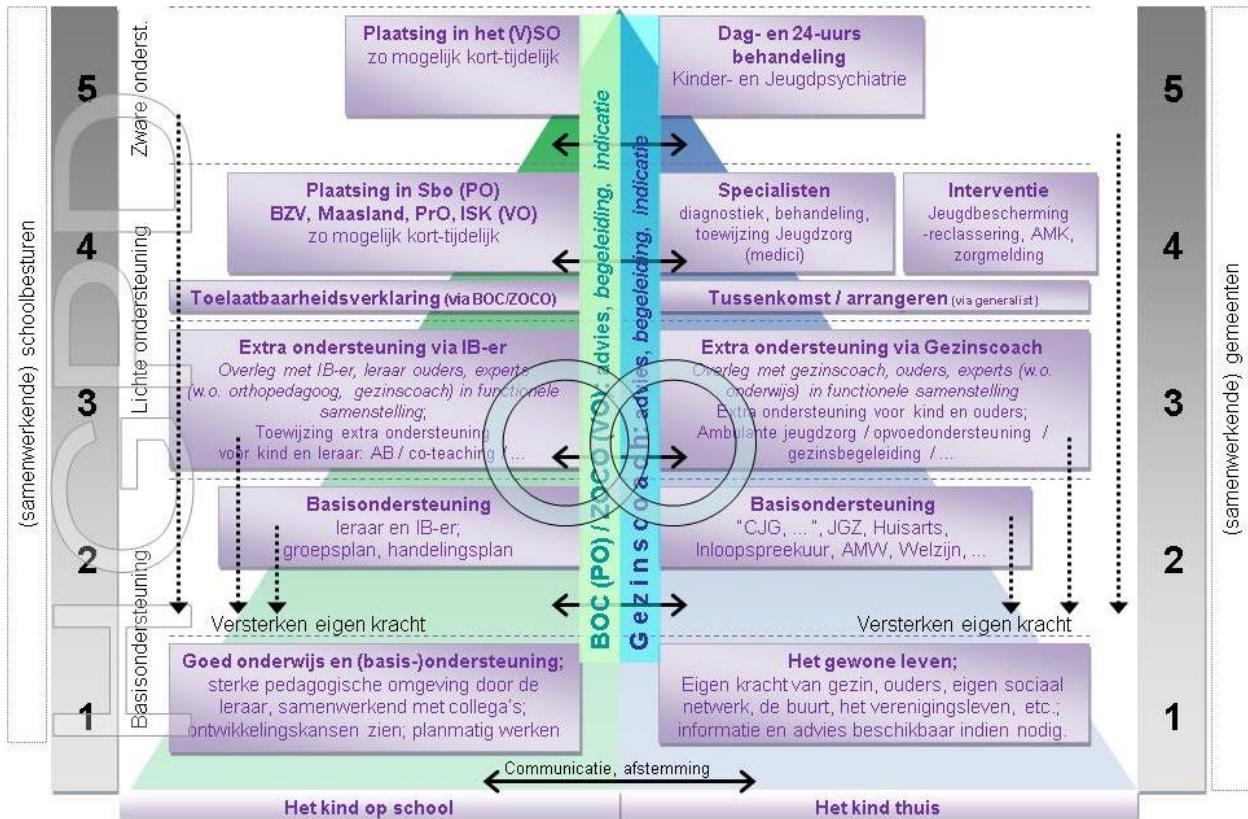 (samenwerkende) schoolbesturen
5
4
3
2
1
Zware onderst.
Lichte ondersteuning
Basisondersteuning
Plaatsing in het (V)SO
zo mogelijk kort-tijdelijk
Dag- en 24-uurs
behandeling
Kinder- en Jeugdpsychiatrie
Plaatsing in Sbo (PO)
BZV, Maasland, PrO, ISK (VO)
zo mogelijk kort-tijdelijk
Specialisten
diagnostiek, behandeling,
toewijzing Jeugdzorg
(medici)
Interventie
Jeugdbescherming
-reclassering, AMK,
zorgmelding
Toelaatbaarheidsverklaring (via BOC/ZOCO)
Tussenkomst / arrangeren (via generalist)
Extra ondersteuning via IB-er
Overleg met IB-er, leraar ouders, experts
(w.o. orthopedagoog, gezinscoach) in functionele
samenstelling;
Toewijzing extra ondersteuning
voor kind en leraar: AB / co-teaching / ...
Extra ondersteuning via Gezinscoach
Overleg met gezinscoach, ouders, experts (w.o.
onderwijs) in functionele samenstelling
Extra ondersteuning voor kind en ouders;
Ambulante jeugdzorg / opvoedondersteuning /
gezinsbegeleiding / ...
Basisondersteuning
leraar en IB-er;
groepsplan, handelingsplan
Basisondersteuning
"CJG, ...", JGZ, Huisarts,
Inloopspreekuur, AMW, Welzijn, ...
Versterken eigen kracht
Versterken eigen kracht
Goed onderwijs en (basis-)ondersteuning;
sterke pedagogische omgeving door de
leraar, samenwerkend met collega's;
ontwikkelingskansen zien; planmatig werken
Het gewone leven;
Eigen kracht van gezin, ouders, eigen sociaal
netwerk, de buurt, het verenigingsleven, etc.;
informatie en advies beschikbaar indien nodig.
Communicatie, afstemming
Het kind op school
Het kind thuis
BOC (PO) / ZOCO (VO): advies, begeleiding, indicatie
Gezinscoach: advies, begeleiding, indicatie
5
4
3
2
1
(samenwerkende) gemeenten